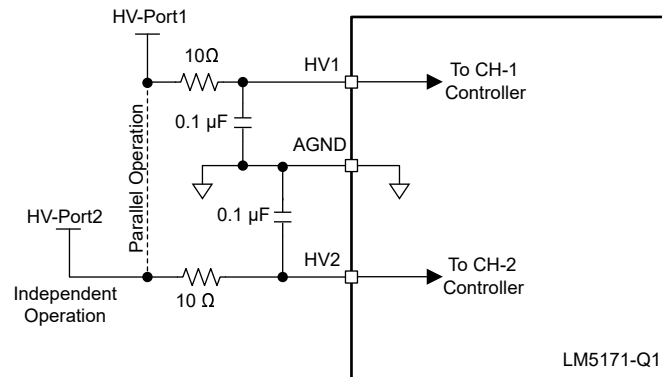 HV-Port1
10Ω
HV1
To CH-1
Controller
0.1 µF
AGND
Parallel Operation
0.1 µF
HV-Port2
HV2
To CH-2
Controller
Independent
Operation
10 Ω
LM5171-Q1